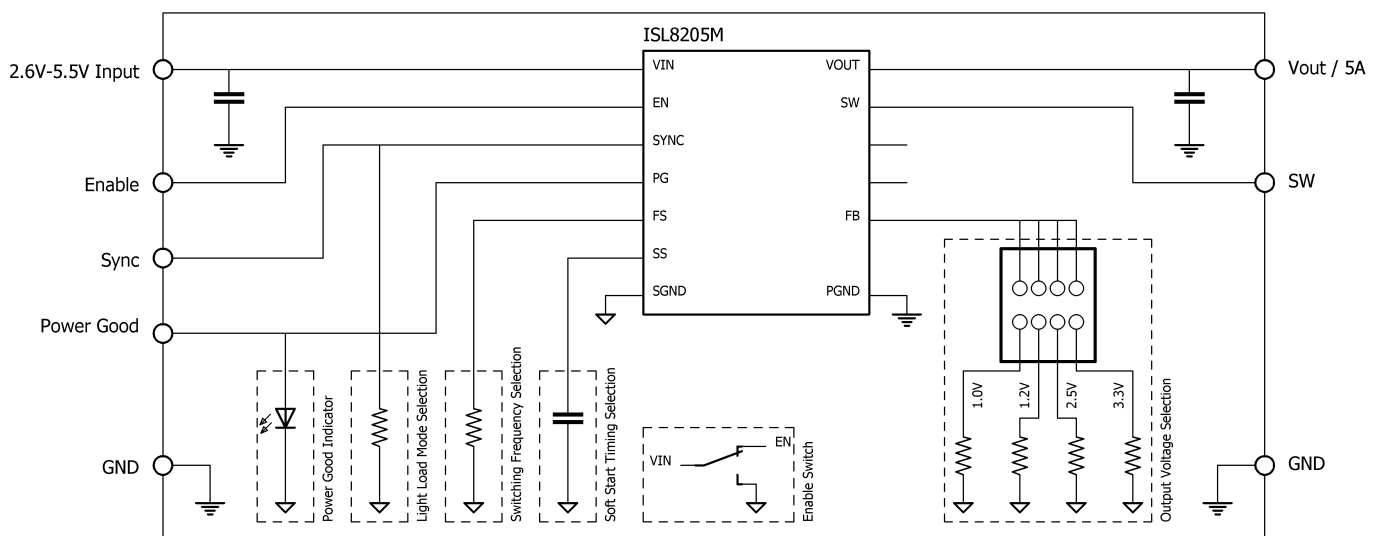 ISL8205M
2.6V-5.5V Input
VIN
VOUT
Vout / 5A
EN
SW
SYNC
Enable
PG
SW
FS
FB
Sync
SS
SGND
PGND
Power Good
Power Good Indicator
Light Load Mode Selection
Switching Frequency Selection
Soft Start Timing Selection
VIN
EN
Enable Switch
1.0V
1.2V
2.5V
3.3V
Output Voltage Selection
GND
GND